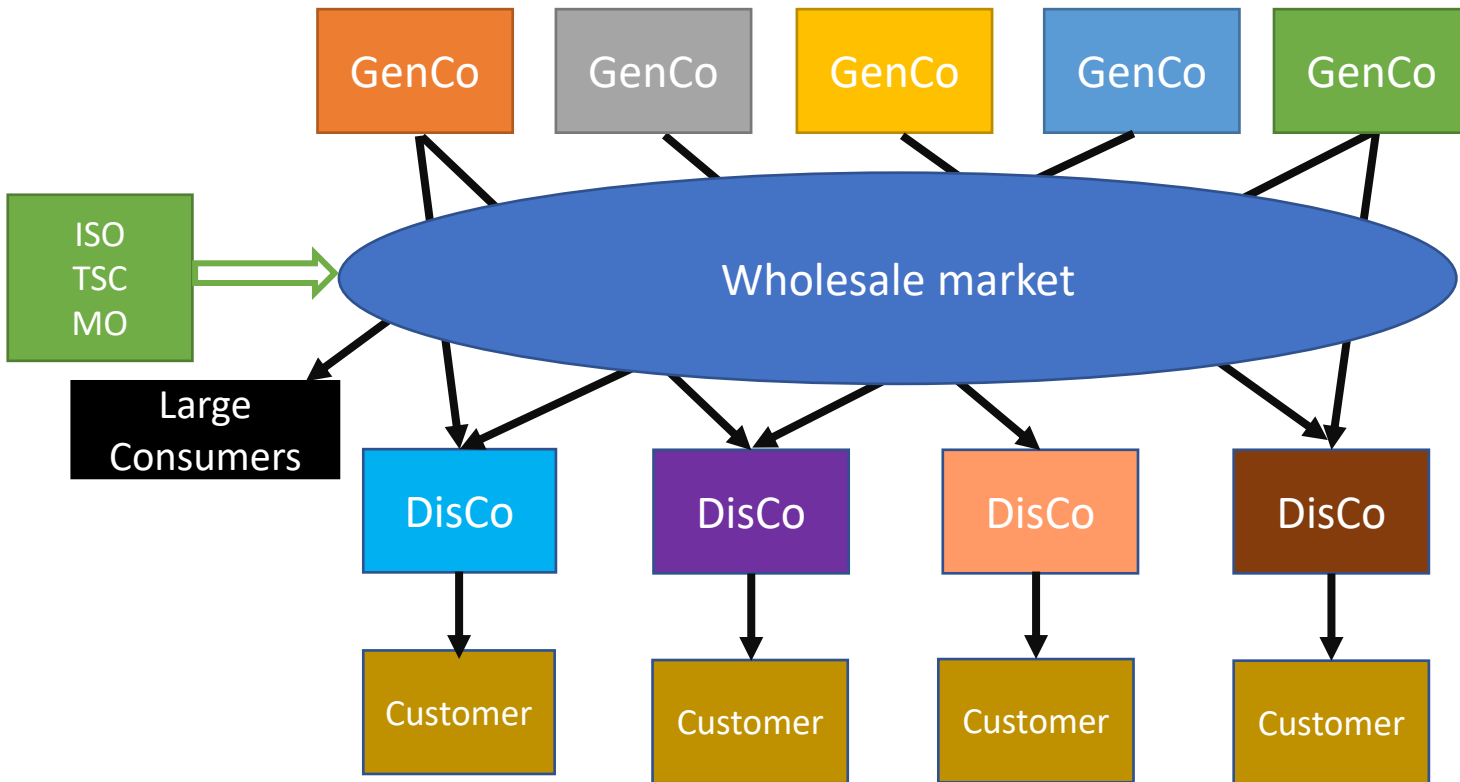 GenCo
GenCo
GenCo
GenCo
GenCo
ISO
TSC
MO
Wholesale market
Large
Consumers
DisCo
DisCo
DisCo
DisCo
Customer
Customer
Customer
Customer